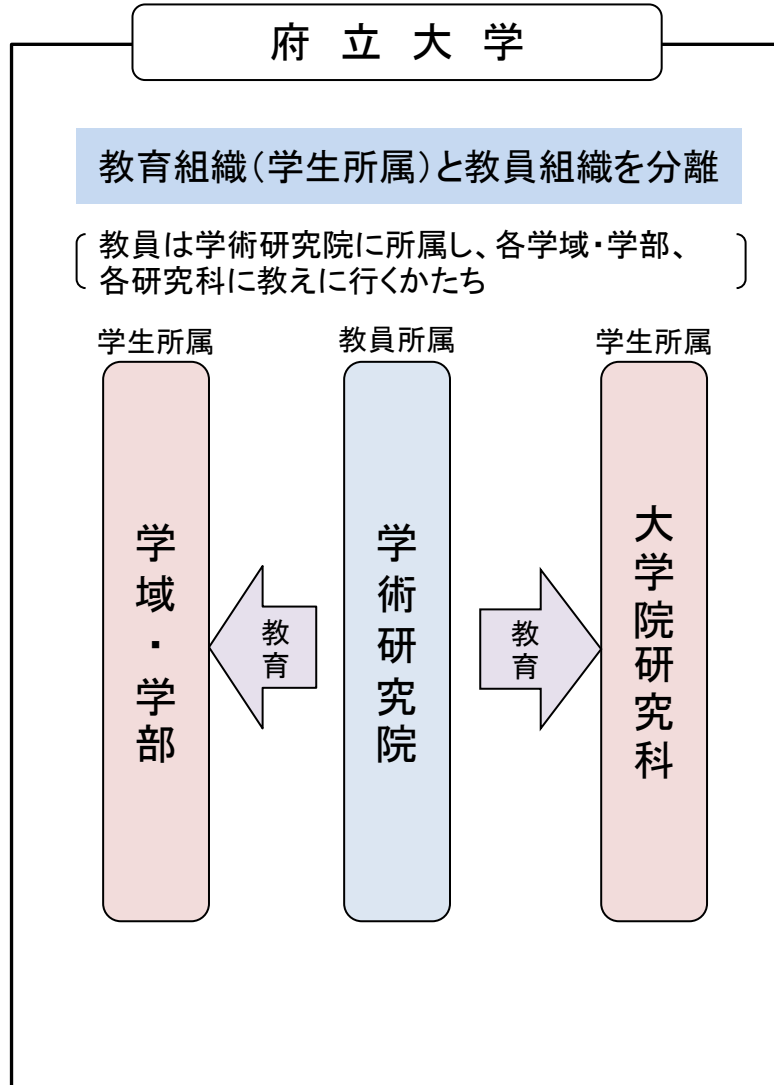 府立大学
教育組織（学生所属）と教員組織を分離
教員は学術研究院に所属し、各学域・学部、
各研究科に教えに行くかたち
学生所属
教員所属
学生所属
学域・学部
教育
学術研究院
教育
大学院研究科